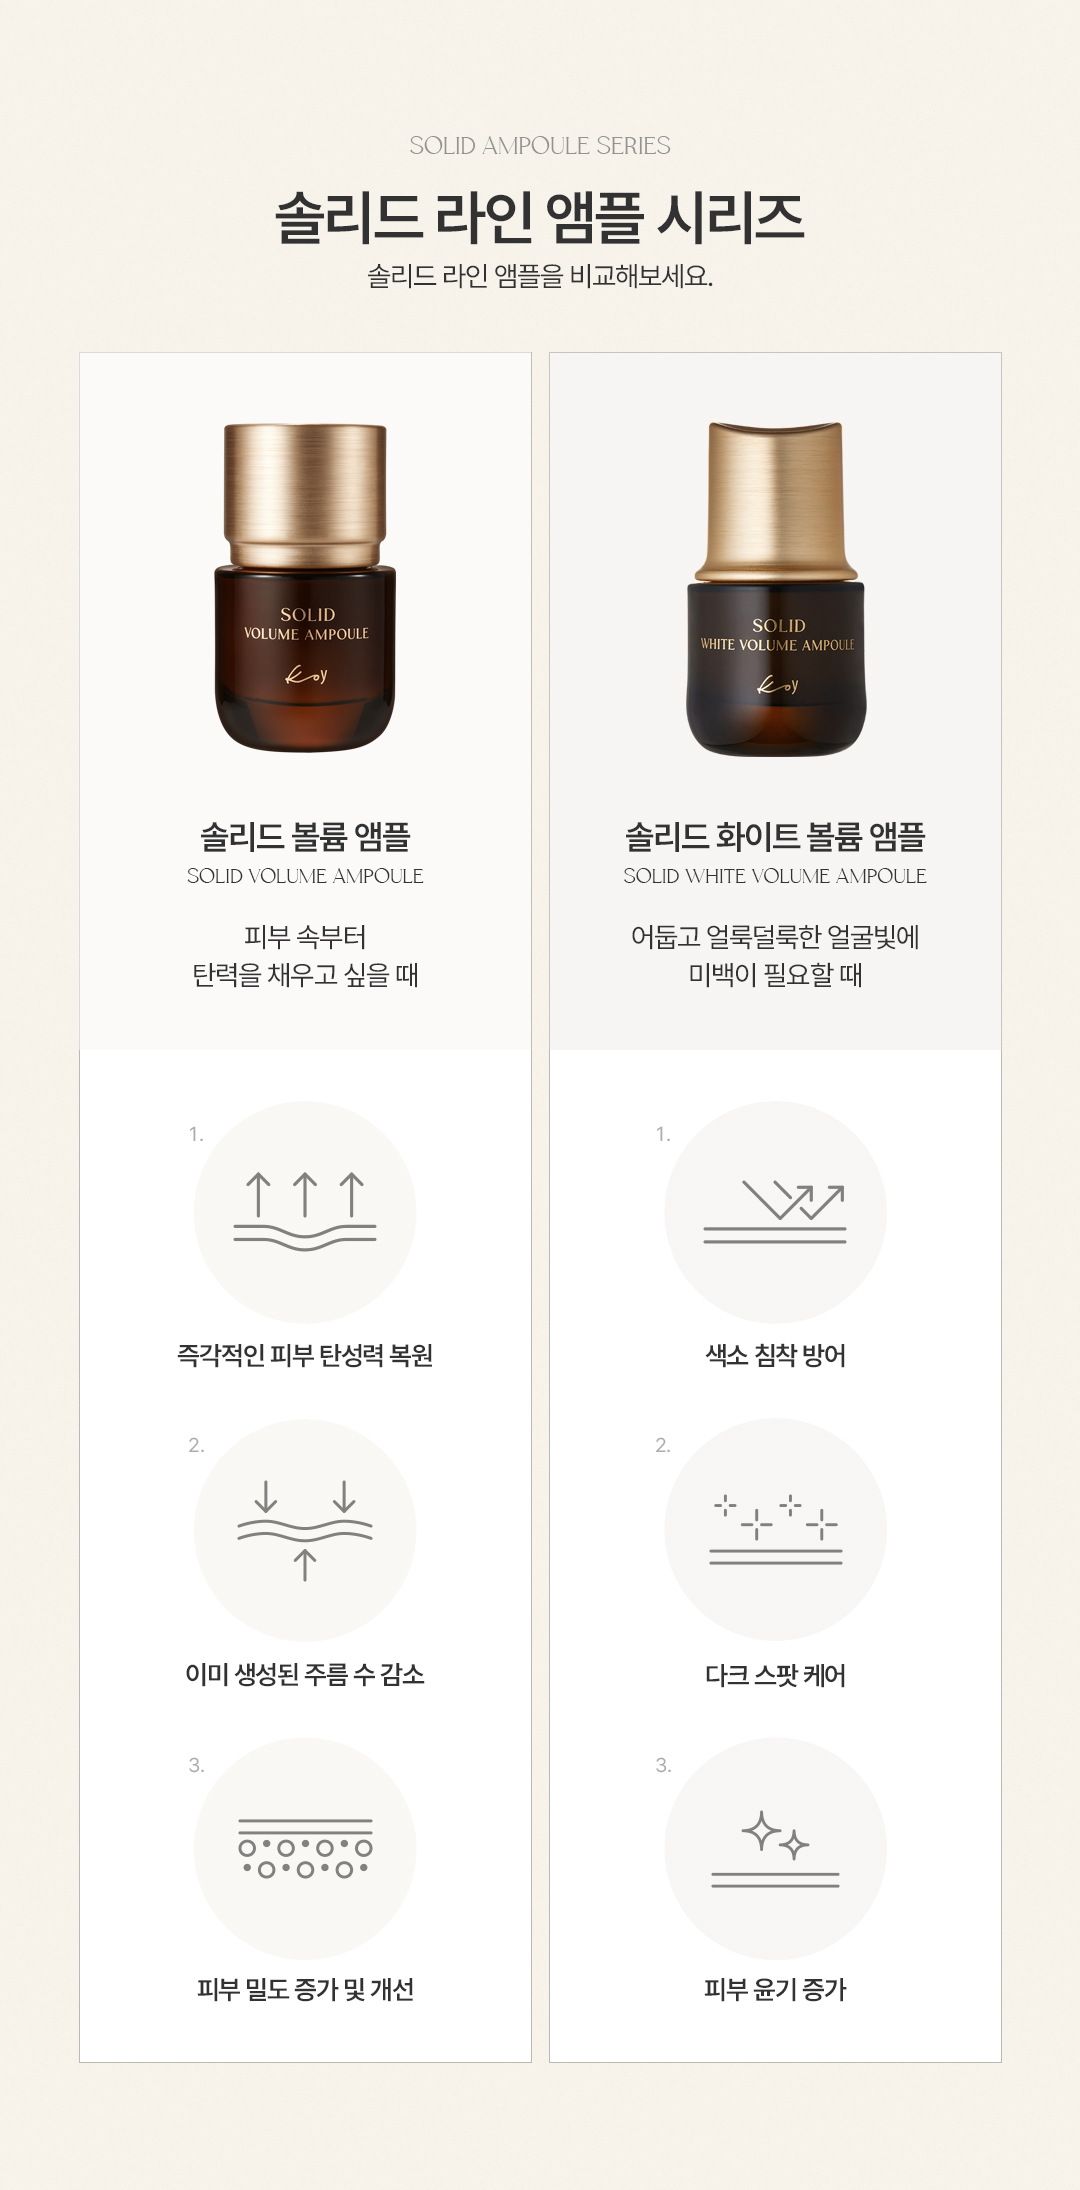 SOLID AMPOULE SERIES
솔리드 라인 앰플 시리즈
솔리드 라인 앰플을 비교해보세요.
SOLID
VOLUME AMPOULE
Koy
솔리드 볼륨 앰플
SOLID VOLUME AMPOULE
피부 속부터
탄력을 채우고 싶을 때
1.
즉각적인 피부 탄성력 복원
2.
이미 생성된 주름 수 감소
3.
피부 밀도 증가 및 개선
SOLID
WHITE VOLUME AMPOULE
Koy
솔리드 화이트 볼륨 앰플
SOLID WHITE VOLUME AMPOULE
어둡고 얼룩덜룩한 얼굴빛에
미백이 필요할 때
1.
색소 침착 방어
2.
다크 스팟 케어
3.
피부 윤기 증가